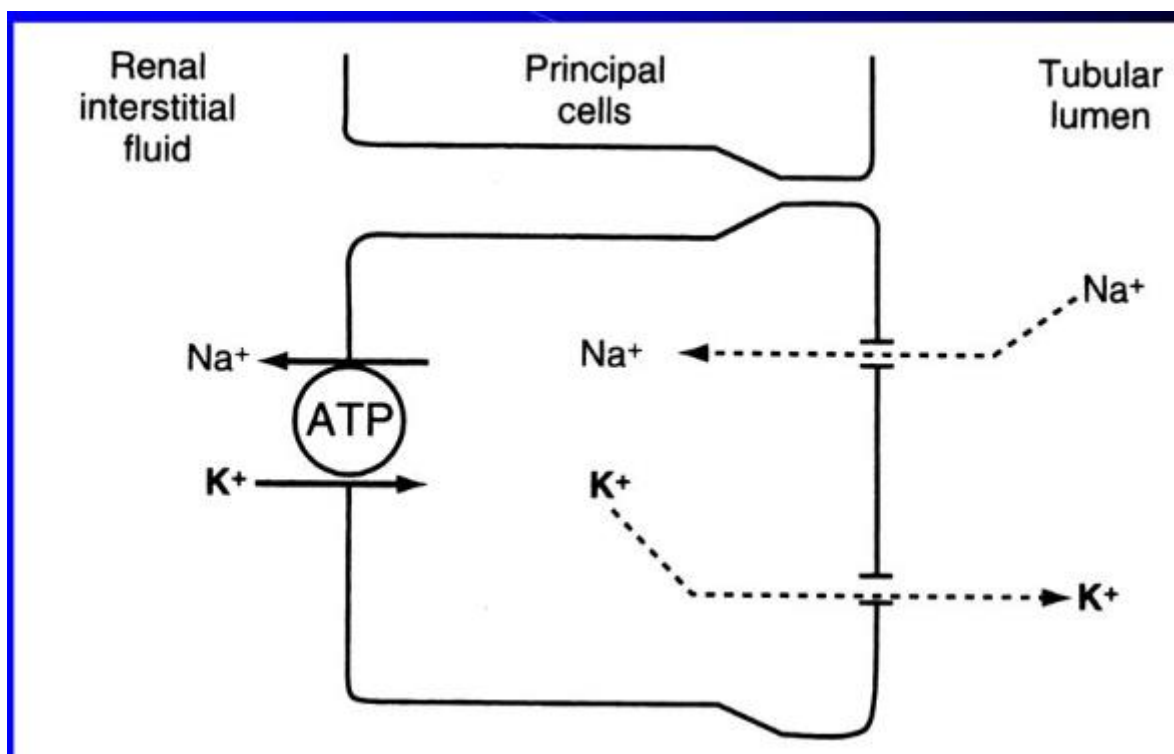 Renal
interstitial
fluid
Principal
cells
Tubular
lumen
Na⁺
Na⁺
Na⁺
ATP
K⁺
K⁺
K⁺